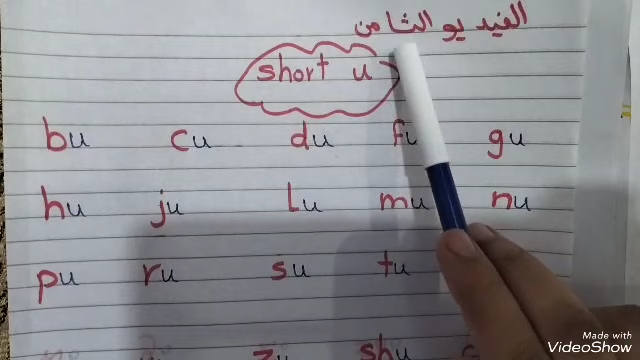 الفيديو الثامن
short u
bu cu du fu gu
hu ju Lu mu nu
pu ru su tu
zu shu
Made with
VideoShow